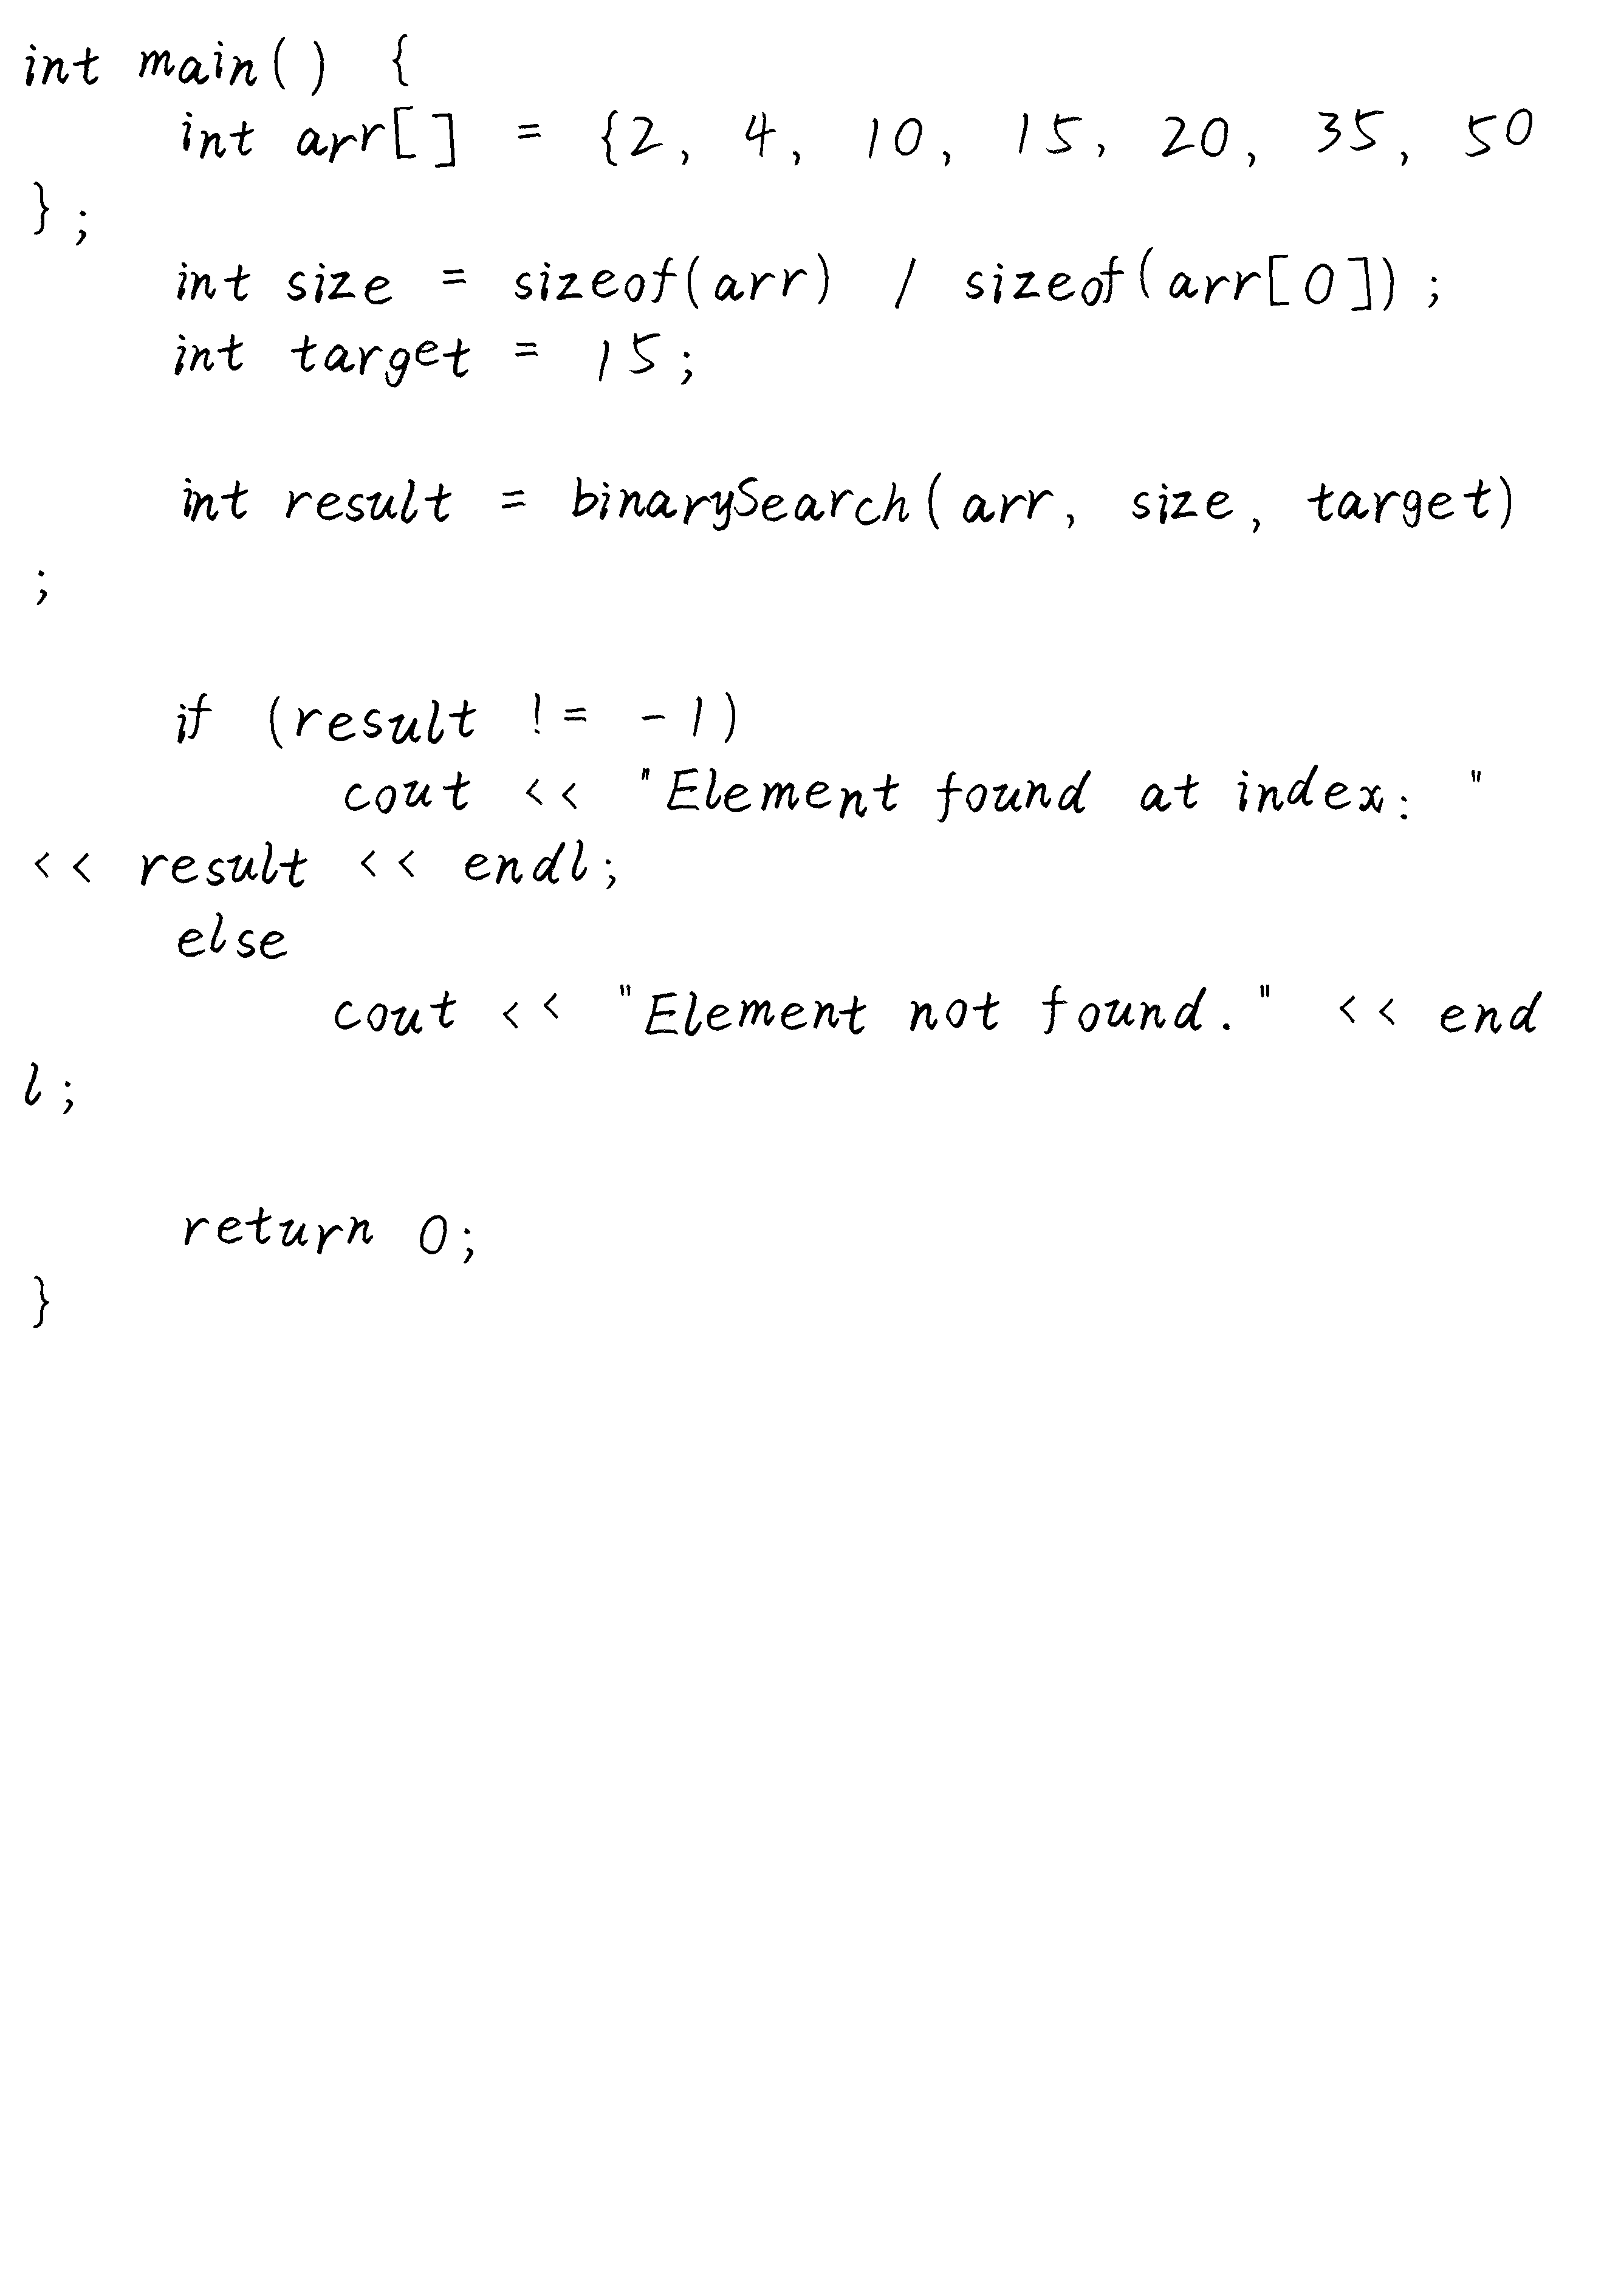 int main() {
    int arr[] = {2, 4, 10, 15, 20, 35, 50
};
    int size = sizeof(arr) / sizeof(arr[0]);
    int target = 15;

    int result = binarySearch(arr, size, target)
;

    if (result != -1)
        cout << "Element found at index: "
<< result << endl;
    else
        cout << "Element not found." << end
l;

    return 0;
}